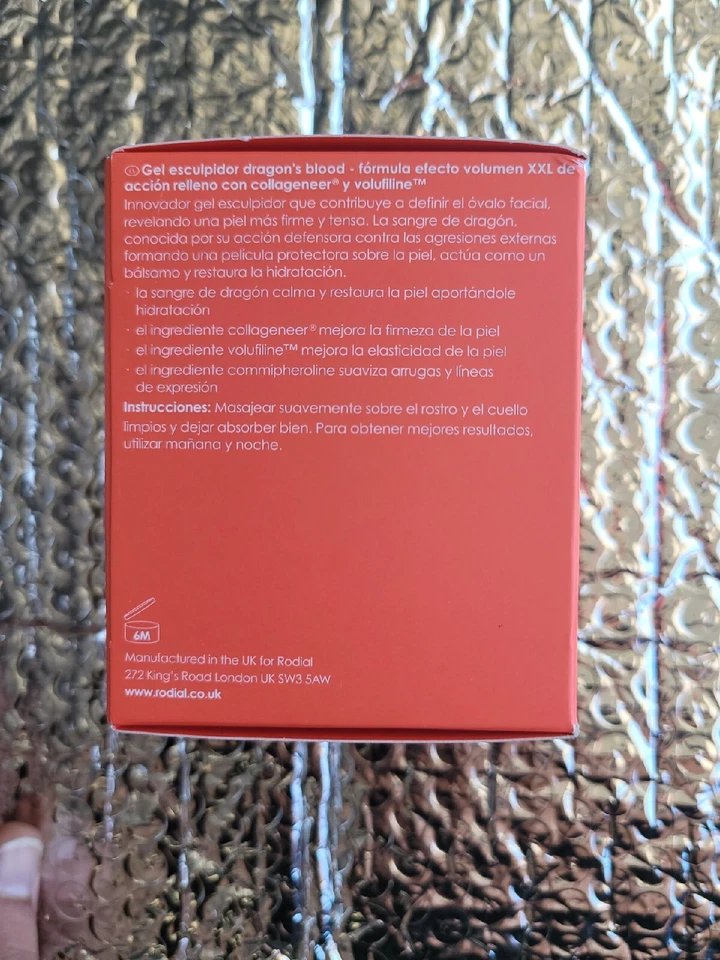 Gel esculpidor dragon's blood - fórmula efecto volumen XXL de
acción relleno con collageneer® y volufiline™
Innovador gel esculpidor que contribuye a definir el óvalo facial,
revelando una piel más firme y tensa. La sangre de dragón,
conocida por su acción defensora contra las agresiones externas
formando una película protectora sobre la piel, actúa como un
bálsamo y restaura la hidratación.
- la sangre de dragón calma y restaura la piel aportándole
hidratación
- el ingrediente collageneer® mejora la firmeza de la piel
- el ingrediente volufiline™ mejora la elasticidad de la piel
- el ingrediente commipheroline suaviza arrugas y líneas
de expresión
Instrucciones: Masajear suavemente sobre el rostro y el cuello
limpios y dejar absorber bien. Para obtener mejores resultados,
utilizar mañana y noche.
6M
Manufactured in the UK for Rodial
272 King's Road London UK SW3 5AW
www.rodial.co.uk